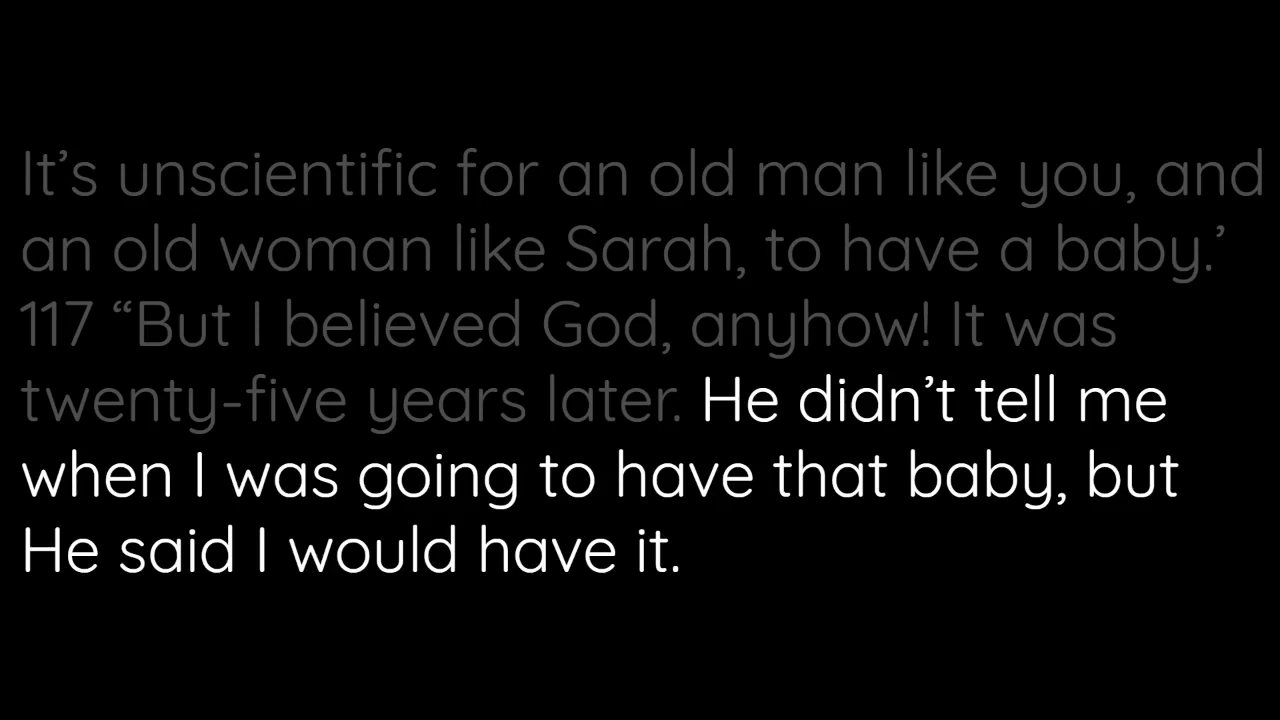 It’s unscientific for an old man like you, and
an old woman like Sarah, to have a baby.’
117 “But I believed God, anyhow! It was
twenty-five years later. He didn’t tell me
when I was going to have that baby, but
He said I would have it.